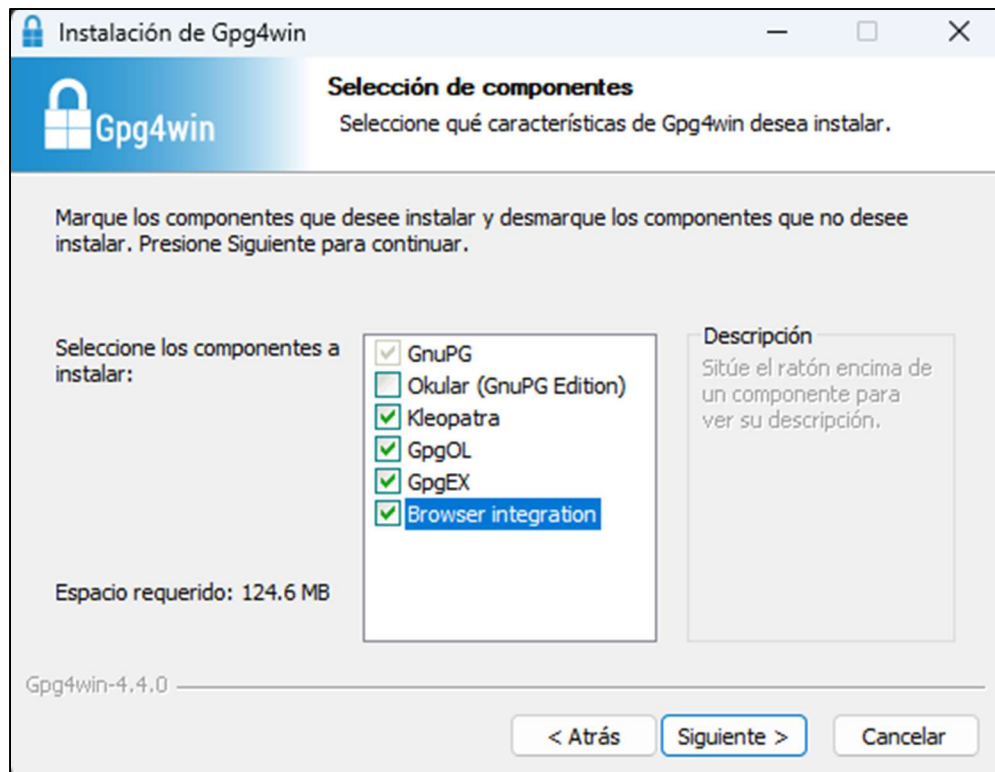 Instalación de Gpg4win
Gpg4win
Selección de componentes
Seleccione qué características de Gpg4win desea instalar.
Marque los componentes que desee instalar y desmarque los componentes que no desee
instalar. Presione Siguiente para continuar.
Seleccione los componentes a
instalar:
GnuPG
Okular (GnuPG Edition)
Kleopatra
GpgOL
GpgEX
Browser integration
Descripción
Sitúe el ratón encima de
un componente para
ver su descripción.
Espacio requerido: 124.6 MB
Gpg4win-4.4.0
< Atrás
Siguiente >
Cancelar